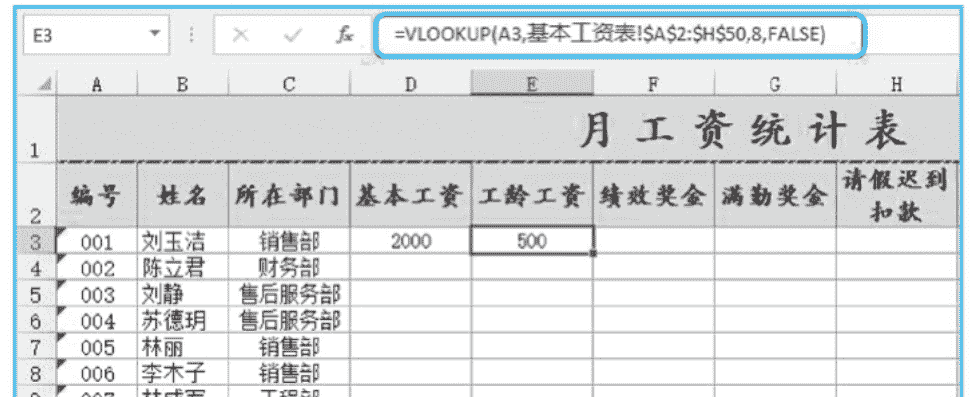 E3 fx =VLOOKUP(A3,基本工资表!$A$2:$H$50,8,FALSE)
A B C D E F G H
1 月工资统计表
2 编号 姓名 所在部门 基本工资 工龄工资 绩效奖金 满勤奖金 请假迟到扣款
3 001 刘玉洁 销售部 2000 500
4 002 陈立君 财务部
5 003 刘静 售后服务部
6 004 苏德玥 售后服务部
7 005 林丽 销售部
8 006 李木子 销售部